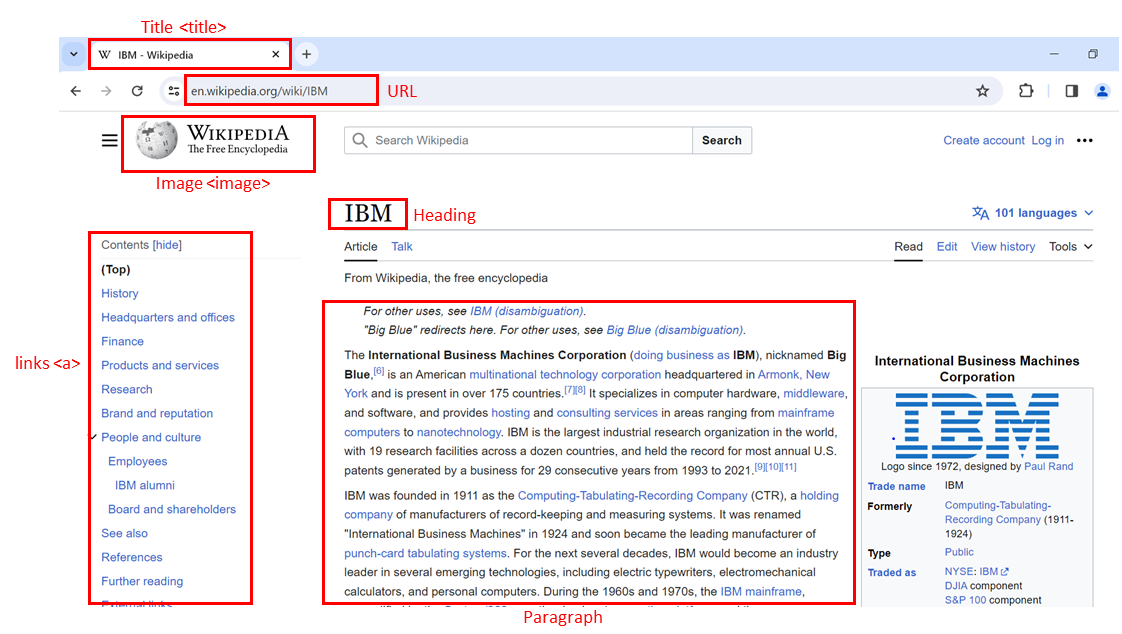 Title <title>
IBM - Wikipedia
en.wikipedia.org/wiki/IBM
URL
WIKIPEDIA
The Free Encyclopedia
Search Wikipedia
Search
Create account Log in
Image <image>
IBM
Heading
101 languages
Article Talk
Read Edit View history Tools
From Wikipedia, the free encyclopedia
links <a>
Contents [hide]
(Top)
History
Headquarters and offices
Finance
Products and services
Research
Brand and reputation
People and culture
Employees
IBM alumni
Board and shareholders
See also
References
Further reading
External links
For other uses, see IBM (disambiguation).
"Big Blue" redirects here. For other uses, see Big Blue (disambiguation).
The International Business Machines Corporation (doing business as IBM), nicknamed Big
Blue,[6] is an American multinational technology corporation headquartered in Armonk, New
York and is present in over 175 countries.[7][8] It specializes in computer hardware, middleware,
and software, and provides hosting and consulting services in areas ranging from mainframe
computers to nanotechnology. IBM is the largest industrial research organization in the world,
with 19 research facilities across a dozen countries, and held the record for most annual U.S.
patents generated by a business for 29 consecutive years from 1993 to 2021.[9][10][11]
IBM was founded in 1911 as the Computing-Tabulating-Recording Company (CTR), a holding
company of manufacturers of record-keeping and measuring systems. It was renamed
"International Business Machines" in 1924 and soon became the leading manufacturer of
punch-card tabulating systems. For the next several decades, IBM would become an industry
leader in several emerging technologies, including electric typewriters, electromechanical
calculators, and personal computers. During the 1960s and 1970s, the IBM mainframe,
Paragraph
International Business Machines
Corporation
IBM
Logo since 1972, designed by Paul Rand
Trade name IBM
Formerly Computing-Tabulating-
Recording Company (1911-
1924)
Type Public
Traded as NYSE: IBM
DJIA component
S&P 100 component